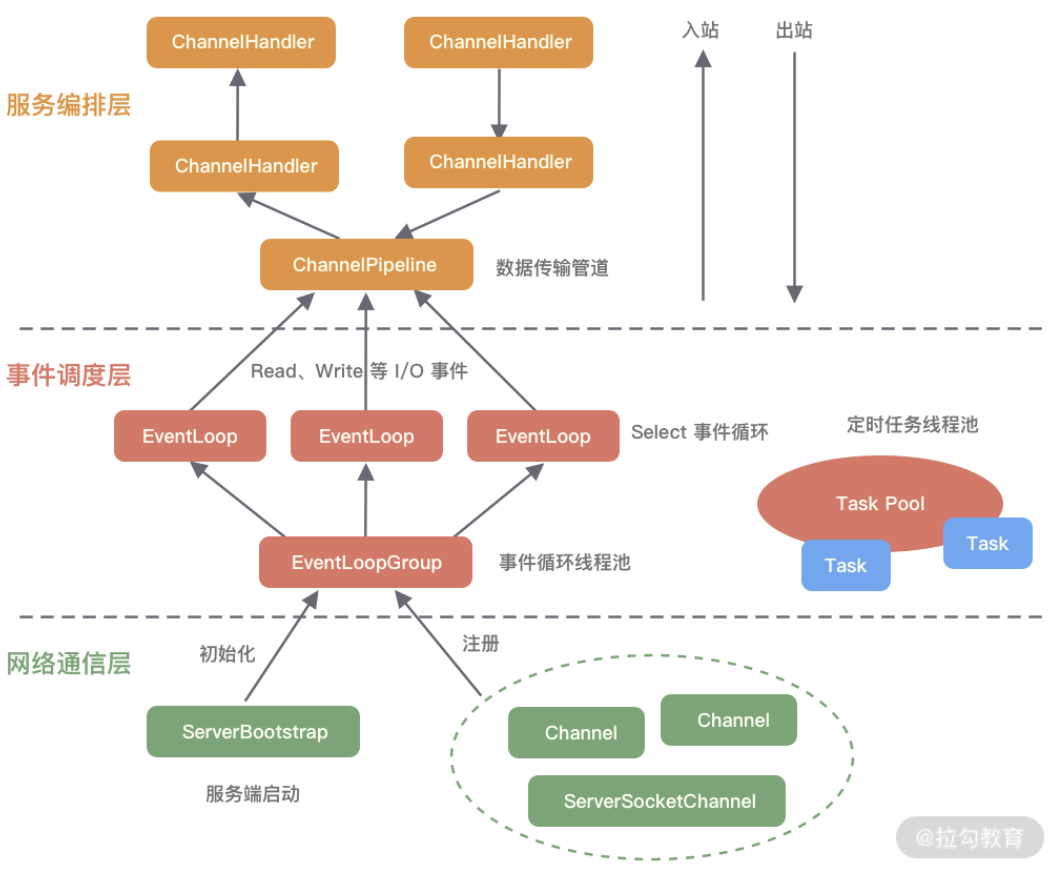 ChannelHandler
ChannelHandler
入站
出站
服务编排层
ChannelHandler
ChannelHandler
ChannelPipeline
数据传输管道
事件调度层
Read、Write 等 I/O 事件
EventLoop
EventLoop
EventLoop
Select 事件循环
定时任务线程池
Task Pool
Task
Task
EventLoopGroup
事件循环线程池
网络通信层
初始化
注册
ServerBootstrap
服务端启动
Channel
Channel
ServerSocketChannel
@拉勾教育